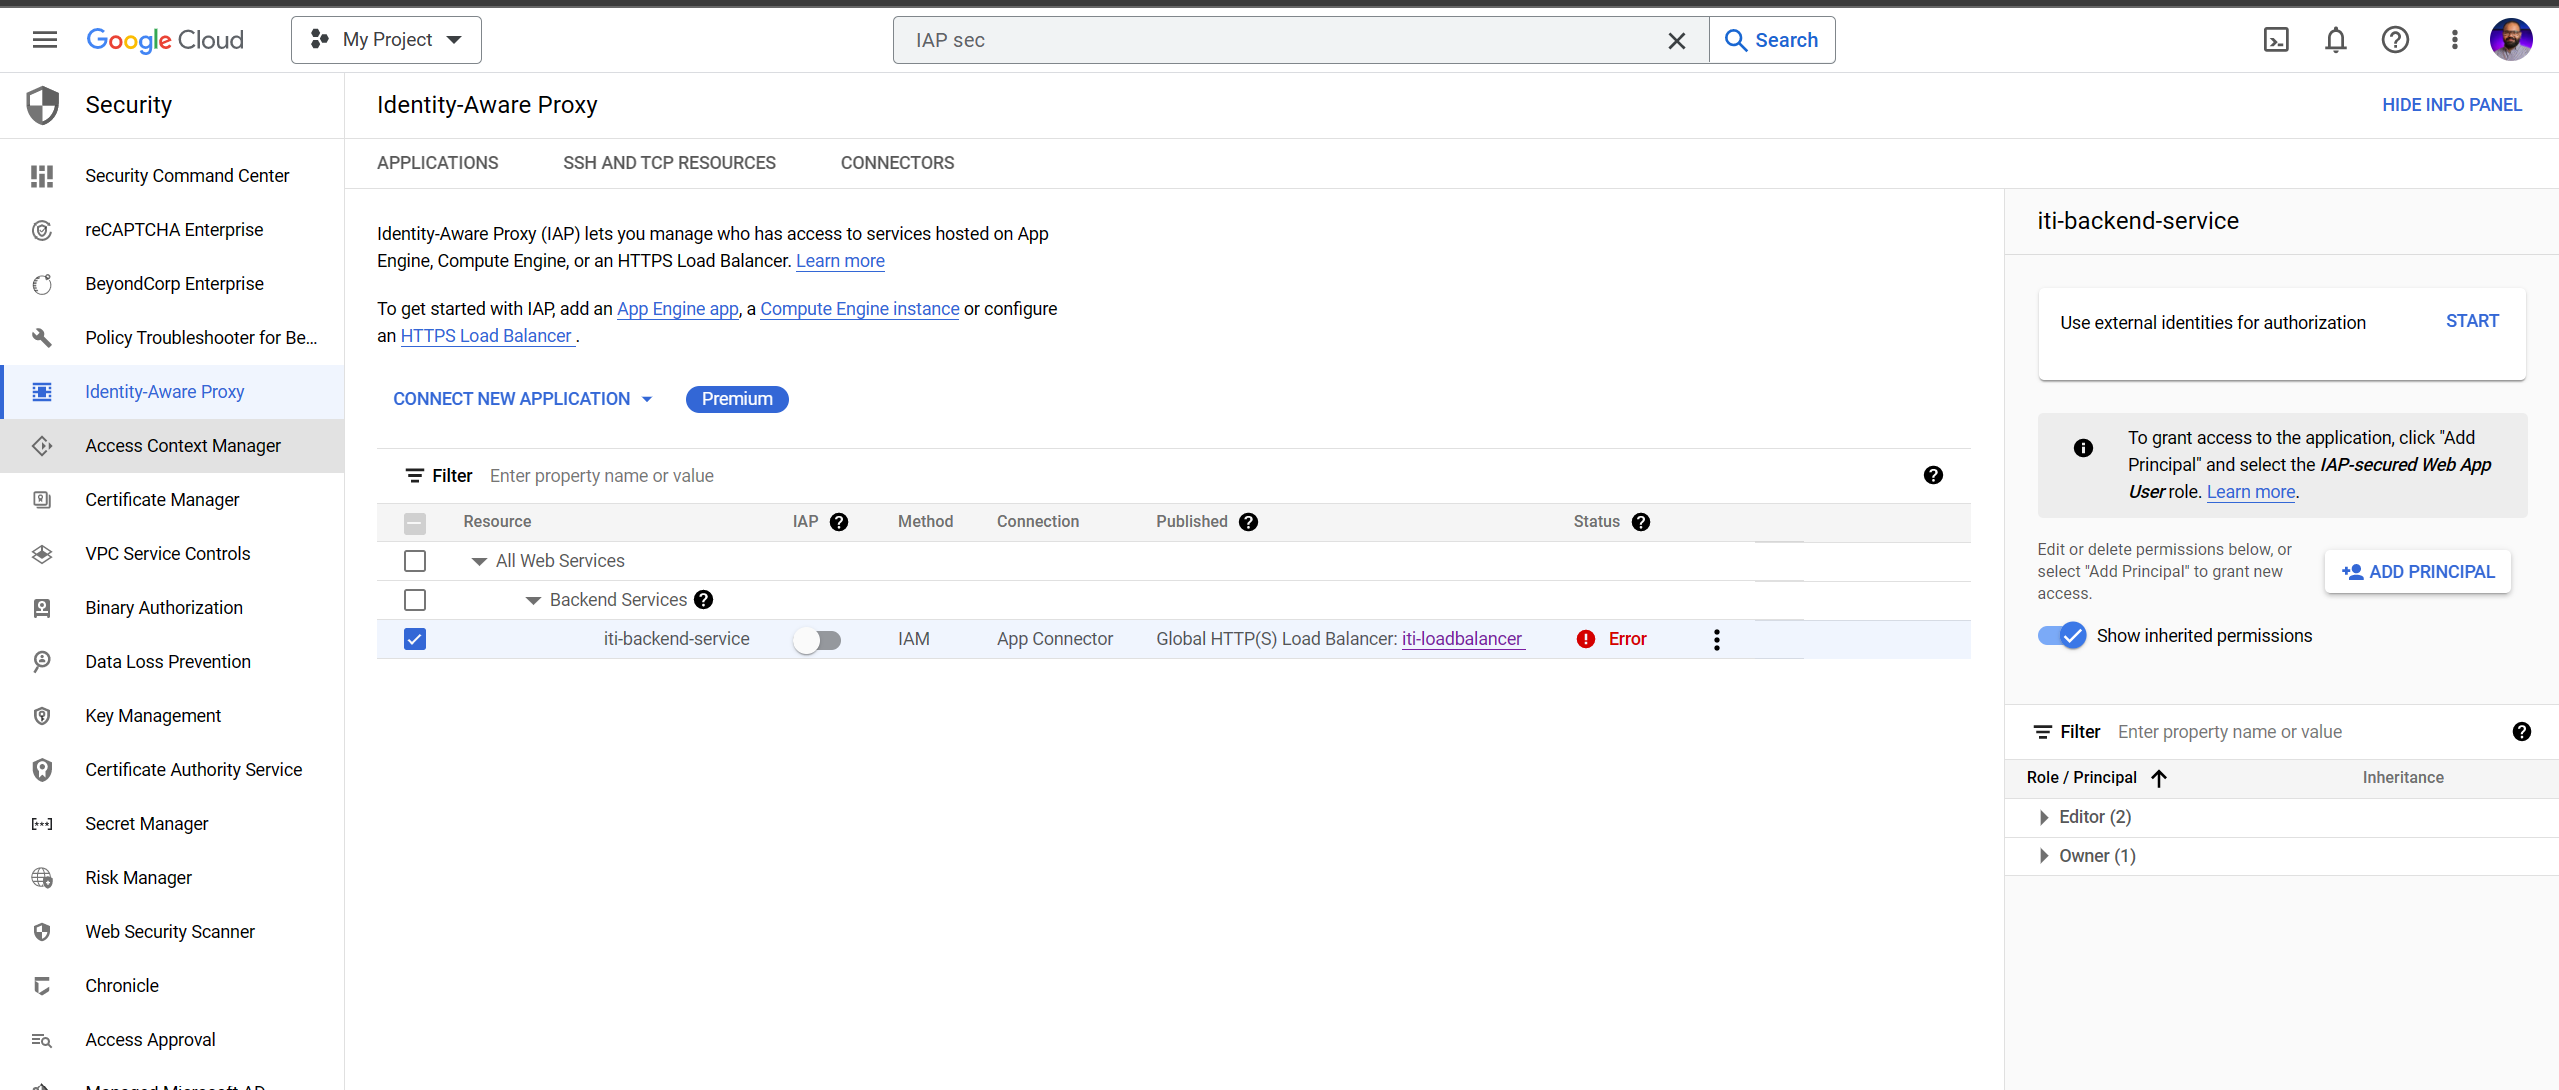 Google Cloud
My Project
IAP sec
Search
Security
Identity-Aware Proxy
HIDE INFO PANEL
Security Command Center
reCAPTCHA Enterprise
BeyondCorp Enterprise
Policy Troubleshooter for Be...
Identity-Aware Proxy
Access Context Manager
Certificate Manager
VPC Service Controls
Binary Authorization
Data Loss Prevention
Key Management
Certificate Authority Service
Secret Manager
Risk Manager
Web Security Scanner
Chronicle
Access Approval
Managed Microsoft AD
APPLICATIONS
SSH AND TCP RESOURCES
CONNECTORS
Identity-Aware Proxy (IAP) lets you manage who has access to services hosted on App
Engine, Compute Engine, or an HTTPS Load Balancer. Learn more
To get started with IAP, add an App Engine app, a Compute Engine instance or configure
an HTTPS Load Balancer .
CONNECT NEW APPLICATION
Premium
Filter Enter property name or value
Resource IAP Method Connection Published Status
All Web Services
Backend Services
iti-backend-service IAM App Connector Global HTTP(S) Load Balancer: iti-loadbalancer Error
iti-backend-service
Use external identities for authorization START
To grant access to the application, click "Add
Principal" and select the IAP-secured Web App
User role. Learn more.
Edit or delete permissions below, or
select "Add Principal" to grant new
access.
ADD PRINCIPAL
Show inherited permissions
Filter Enter property name or value
Role / Principal Inheritance
Editor (2)
Owner (1)